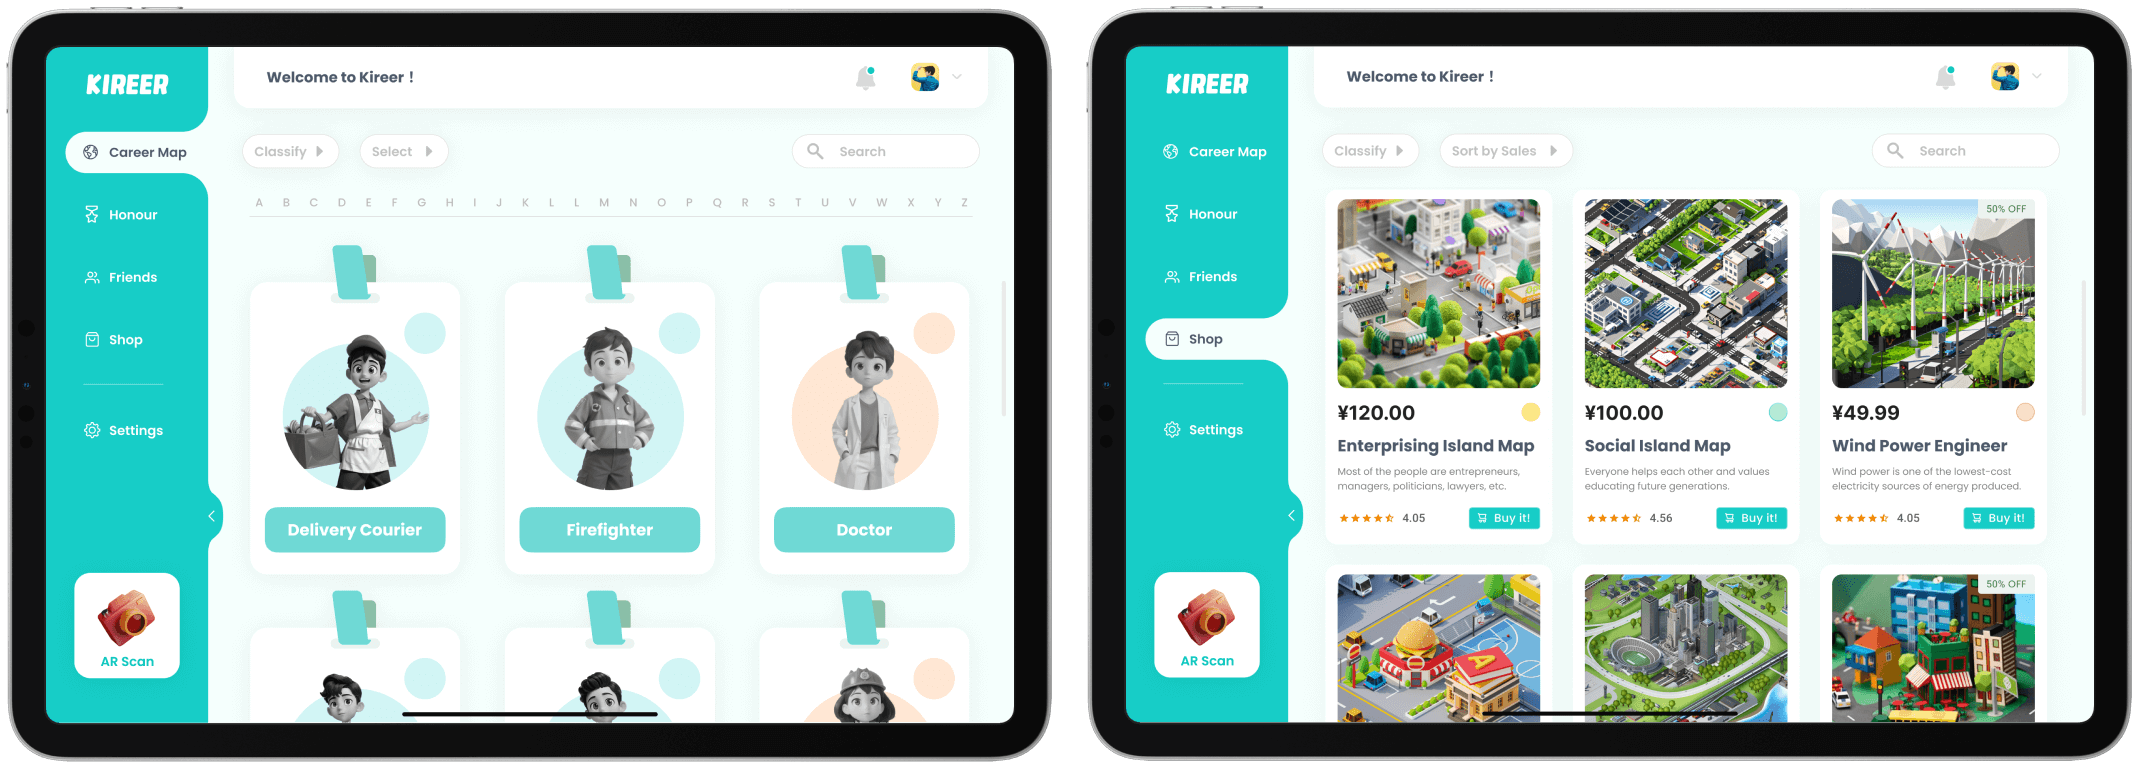 KIREER
Welcome to Kireer !
Career Map
Classify
Select
Search
A B C D E F G H I J K L L M N O P Q R S T U V W X Y Z
Honour
Friends
Shop
Settings
Delivery Courier
Firefighter
Doctor
AR Scan
KIREER
Welcome to Kireer !
Career Map
Classify
Sort by Sales
Search
Honour
Friends
Shop
Settings
AR Scan
50% OFF
¥120.00
Enterprising Island Map
Most of the people are entrepreneurs,
managers, politicians, lawyers, etc.
4.05
Buy it!
¥100.00
Social Island Map
Everyone helps each other and values
educating future generations.
4.56
Buy it!
¥49.99
Wind Power Engineer
Wind power is one of the lowest-cost
electricity sources of energy produced.
4.05
Buy it!
A
50% OFF